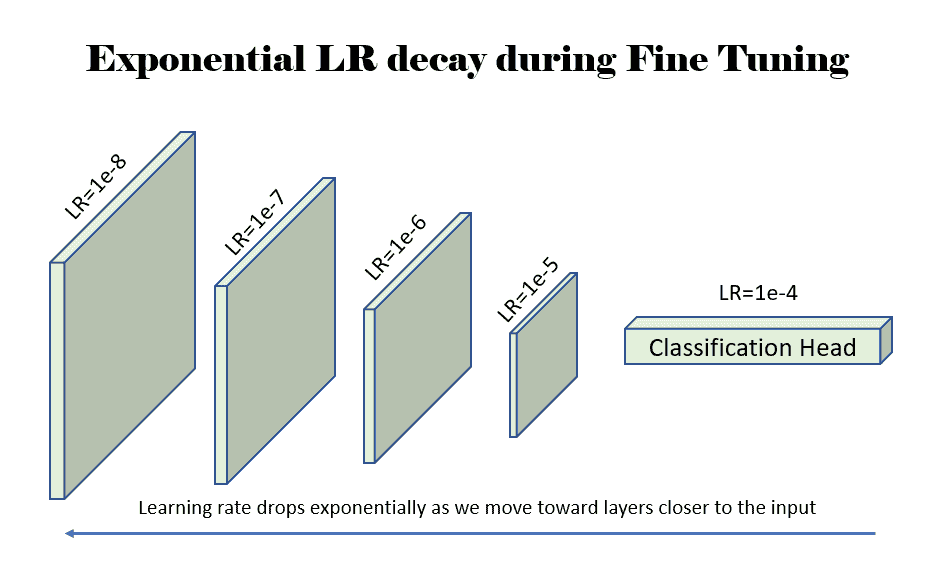 Exponential LR decay during Fine Tuning
LR=1e-8
LR=1e-7
LR=1e-6
LR=1e-5
LR=1e-4
Classification Head
Learning rate drops exponentially as we move toward layers closer to the input